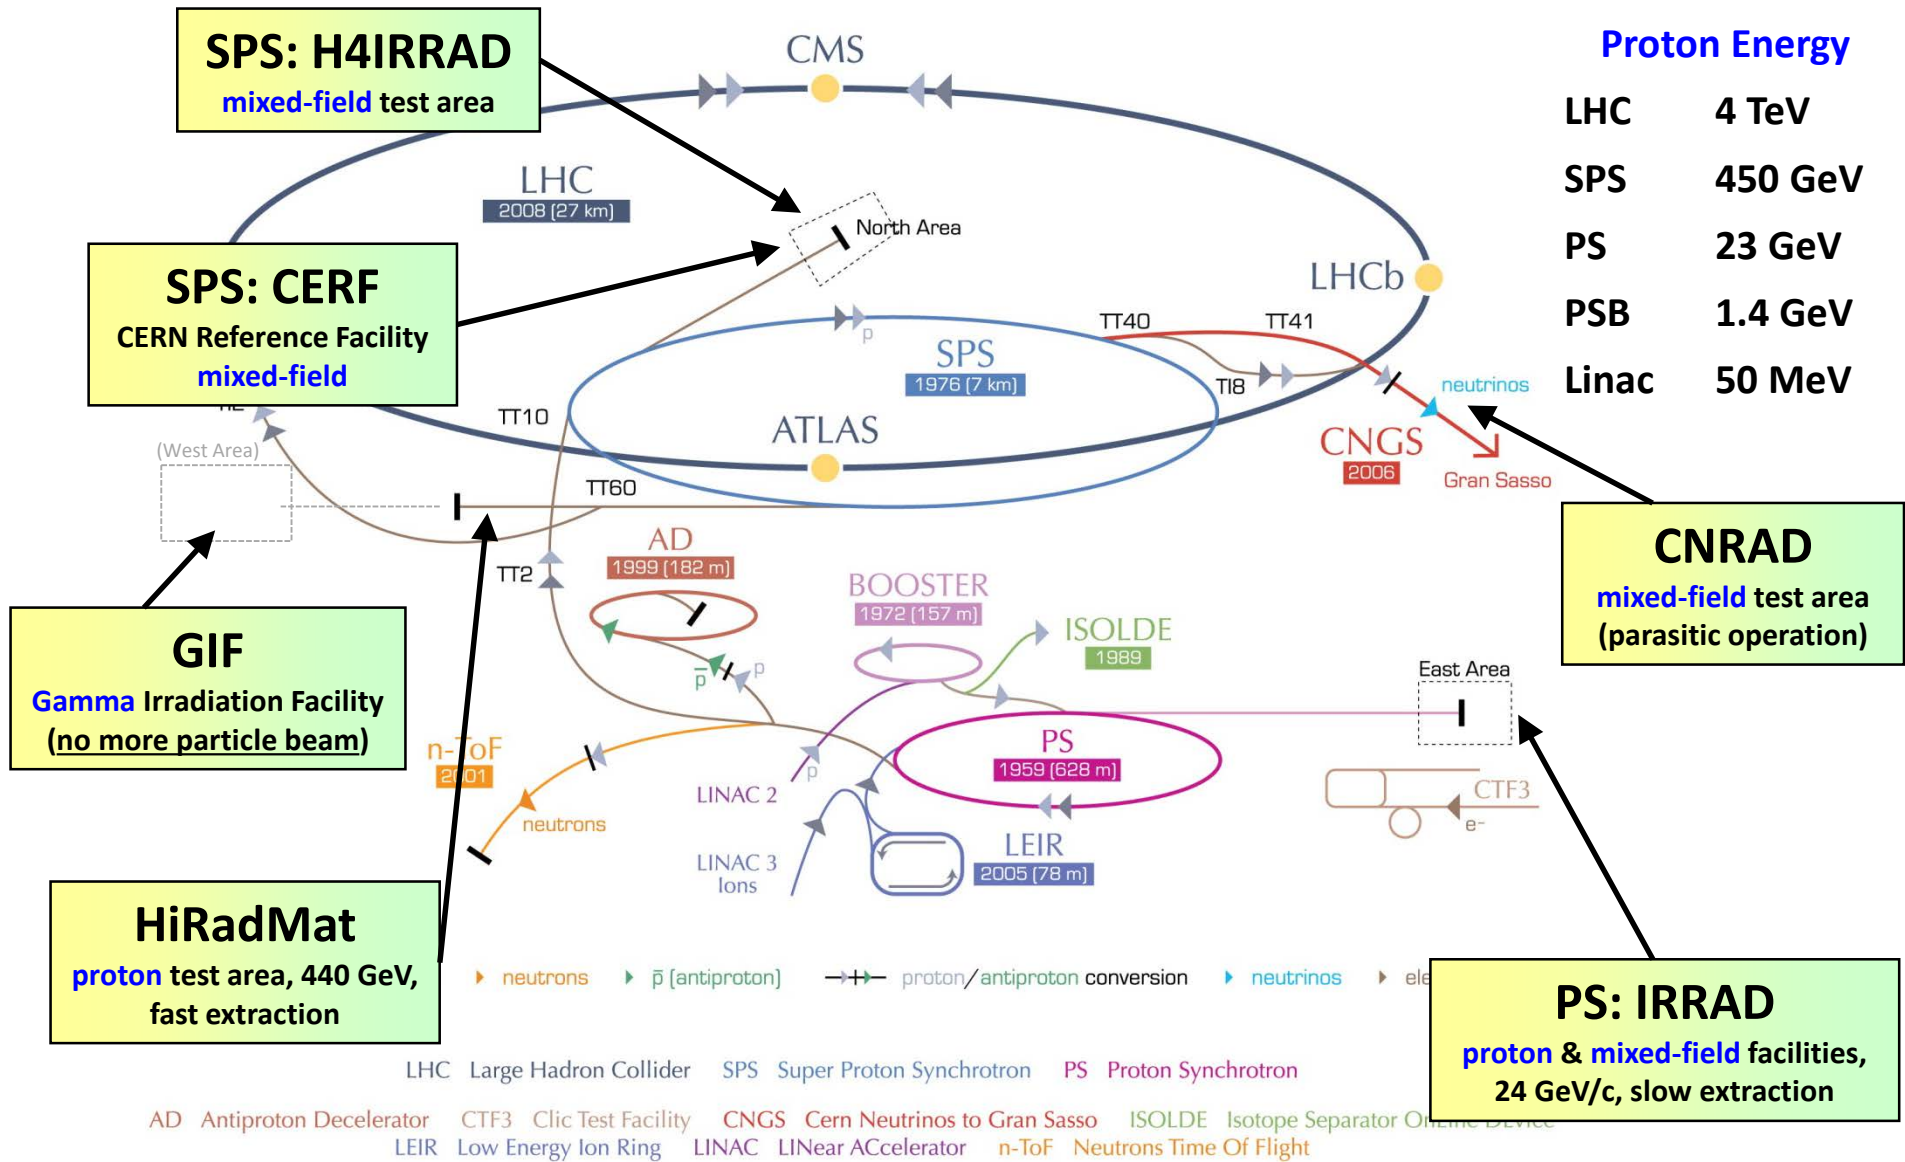 SPS: H4IRRAD
mixed-field test area
CMS
Proton Energy
LHC 4 TeV
SPS 450 GeV
PS 23 GeV
PSB 1.4 GeV
Linac 50 MeV
LHC
2008 (27 km)
North Area
SPS: CERF
CERN Reference Facility
mixed-field
LHCb
TT40
TT41
p
SPS
1976 (7 km)
TI8
neutrinos
TT10
ATLAS
CNGS
2006
Gran Sasso
(West Area)
TT60
CNRAD
mixed-field test area
(parasitic operation)
AD
1999 (182 m)
TT2
BOOSTER
1972 (157 m)
ISOLDE
1989
GIF
Gamma Irradiation Facility
(no more particle beam)
p̅
p
East Area
n-ToF
2001
PS
1959 (628 m)
p
LINAC 2
CTF3
e-
neutrons
LEIR
2005 (78 m)
LINAC 3
Ions
HiRadMat
proton test area, 440 GeV,
fast extraction
neutrons p̅ (antiproton) proton/antiproton conversion neutrinos
PS: IRRAD
proton & mixed-field facilities,
24 GeV/c, slow extraction
LHC Large Hadron Collider SPS Super Proton Synchrotron PS Proton Synchrotron
AD Antiproton Decelerator CTF3 Clic Test Facility CNGS Cern Neutrinos to Gran Sasso ISOLDE Isotope Separator
LEIR Low Energy Ion Ring LINAC LINear ACcelerator n-ToF Neutrons Time Of Flight